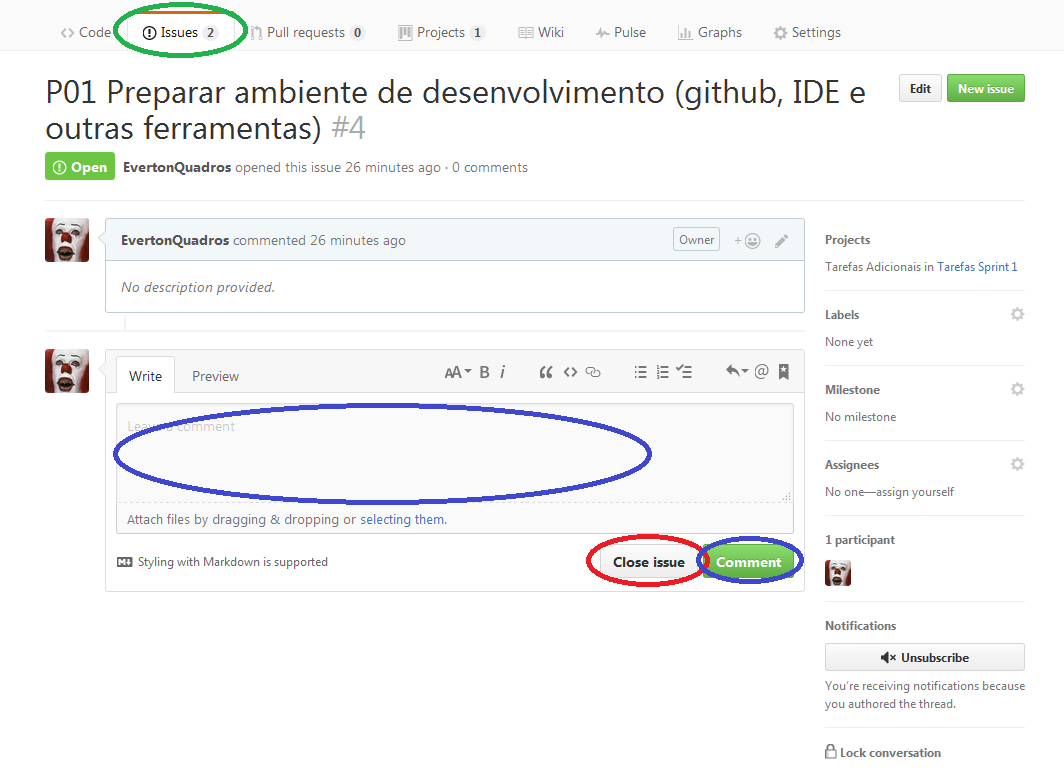 Code Issues 2 Pull requests 0 Projects 1 Wiki Pulse Graphs Settings
P01 Preparar ambiente de desenvolvimento (github, IDE e
outras ferramentas) #4
Edit New issue
Open EvertonQuadros opened this issue 26 minutes ago · 0 comments
EvertonQuadros commented 26 minutes ago Owner
No description provided.
Write Preview AA B i @
Leave a comment
Attach files by dragging & dropping or selecting them.
Styling with Markdown is supported
Close issue Comment
Projects
Tarefas Adicionais in Tarefas Sprint 1
Labels
None yet
Milestone
No milestone
Assignees
No one—assign yourself
1 participant
Notifications
Unsubscribe
You're receiving notifications because
you authored the thread.
Lock conversation